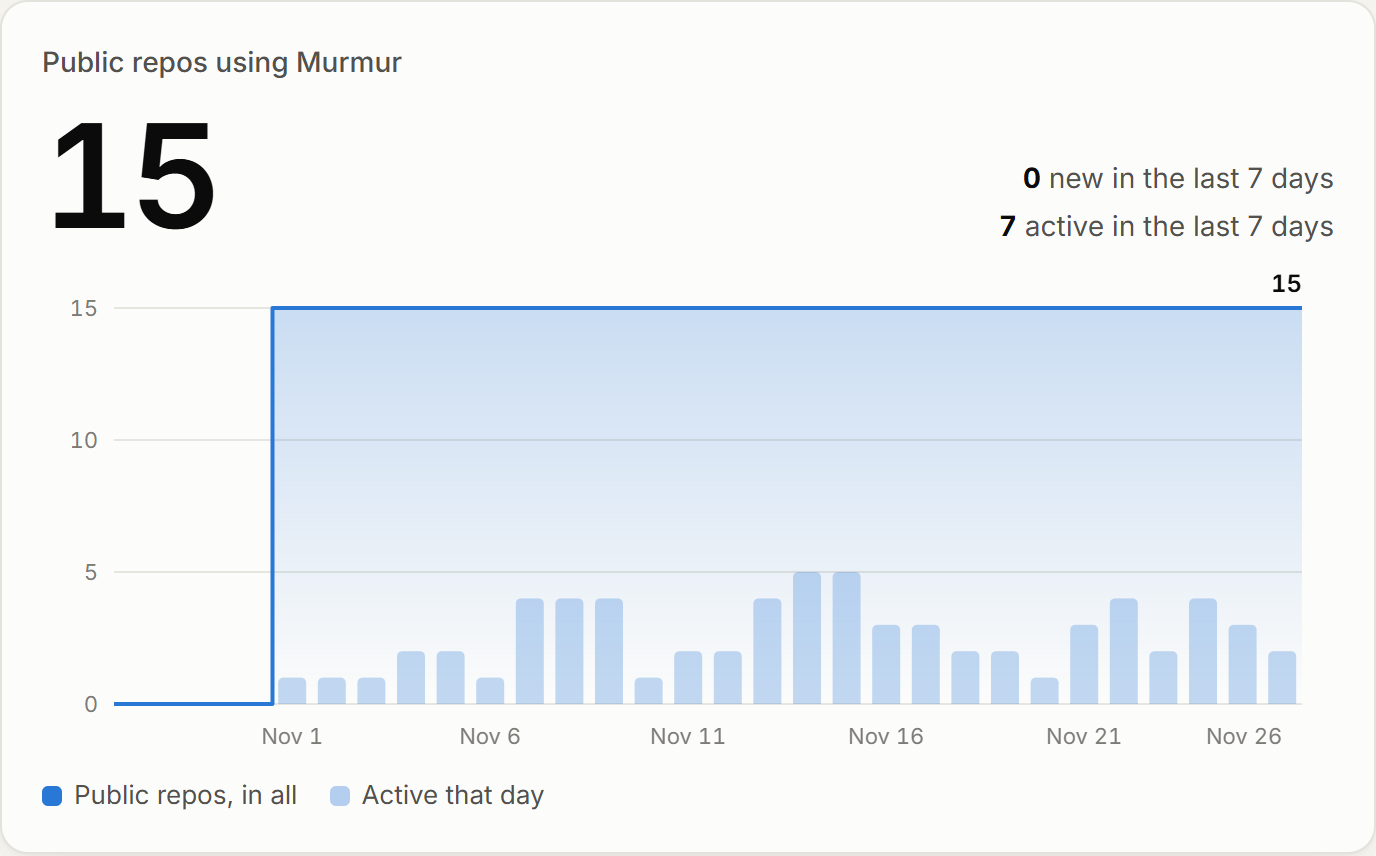 Public repos using Murmur
15
0 new in the last 7 days
7 active in the last 7 days
15
15
10
5
0
Nov 1 Nov 6 Nov 11 Nov 16 Nov 21 Nov 26
Public repos, in all Active that day